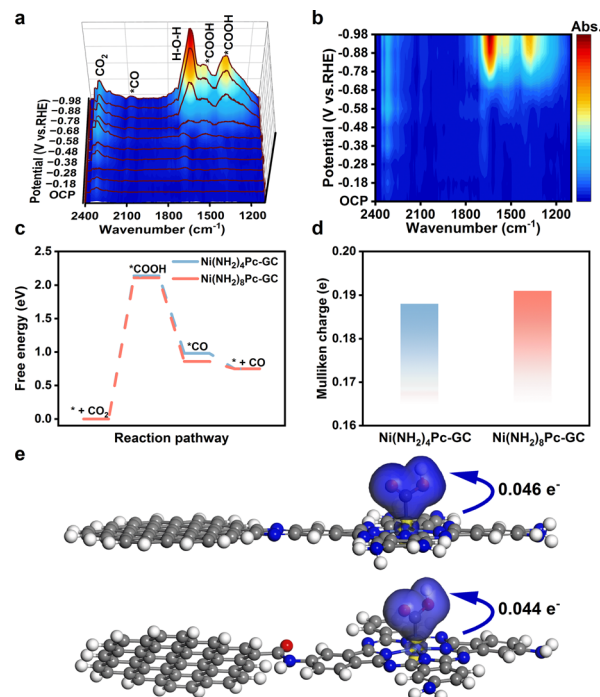 a
CO2
*CO
H-O-H
*COOH
*COOH
Potential (V vs.RHE)
-0.98
-0.88
-0.78
-0.68
-0.58
-0.48
-0.38
-0.28
-0.18
OCP
2400 2100 1800 1500 1200
Wavenumber (cm-1)
b
Abs.
Potential (V vs.RHE)
-0.98
-0.88
-0.78
-0.68
-0.58
-0.48
-0.38
-0.28
-0.18
OCP
2400 2100 1800 1500 1200
Wavenumber (cm-1)
c
Free energy (eV)
2.5
2.0
1.5
1.0
0.5
0.0
Ni(NH2)4Pc-GC
Ni(NH2)8Pc-GC
*COOH
*CO
* + CO
* + CO2
Reaction pathway
d
Mulliken charge (e)
0.20
0.19
0.18
0.17
0.16
Ni(NH2)4Pc-GC Ni(NH2)8Pc-GC
e
0.046 e-
0.044 e-